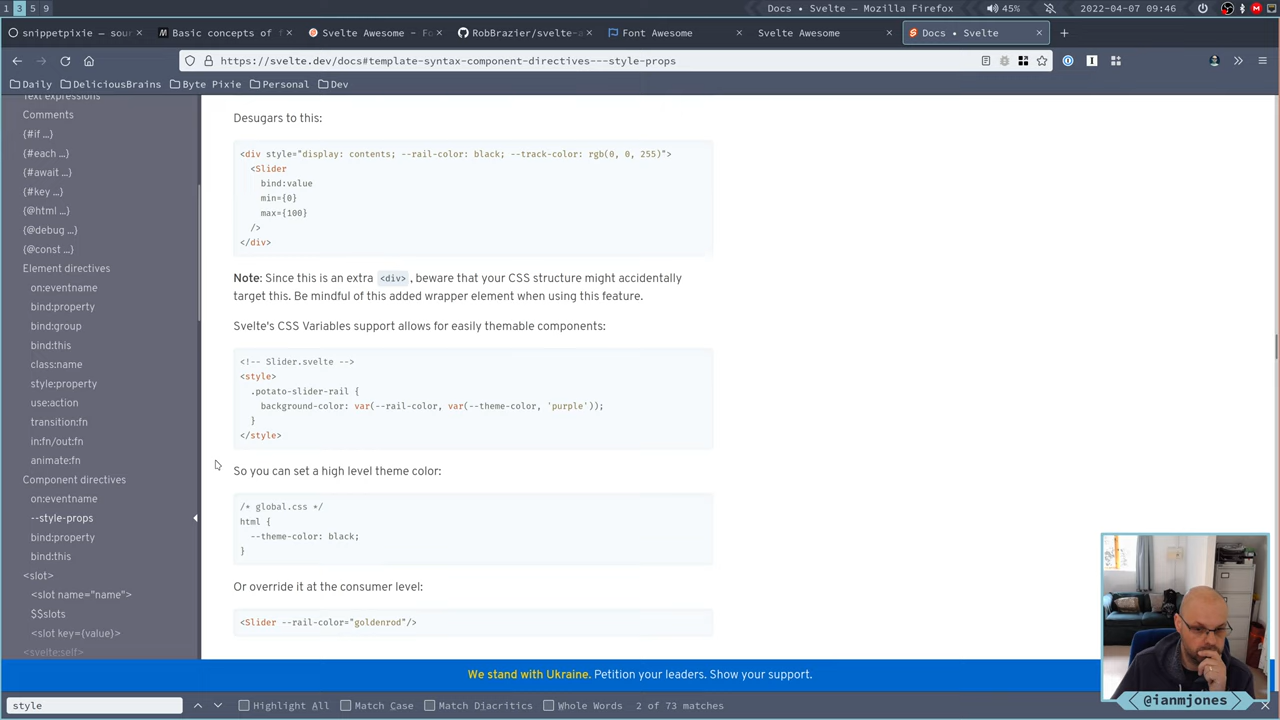 1 3 5 9
Docs • Svelte — Mozilla Firefox
45%
2022-04-07 09:46
snippetpixie — sou
Basic concepts of f
Svelte Awesome – Fo
RobBrazier/svelte-a
Font Awesome
Svelte Awesome
Docs • Svelte
https://svelte.dev/docs#template-syntax-component-directives---style-props
Daily
DeliciousBrains
Byte Pixie
Personal
Dev
Text expressions
Comments
{#if ...}
{#each ...}
{#await ...}
{#key ...}
{@html ...}
{@debug ...}
{@const ...}
Element directives
on:eventname
bind:property
bind:group
bind:this
class:name
style:property
use:action
transition:fn
in:fn/out:fn
animate:fn
Component directives
on:eventname
--style-props
bind:property
bind:this
<slot>
<slot name="name">
$$slots
<slot key={value}>
<svelte:self>
Desugars to this:
<div style="display: contents; --rail-color: black; --track-color: rgb(0, 0, 255)">
<Slider
bind:value
min={0}
max={100}
/>
</div>
Note: Since this is an extra <div>, beware that your CSS structure might accidentally
target this. Be mindful of this added wrapper element when using this feature.
Svelte's CSS Variables support allows for easily themable components:
<!-- Slider.svelte -->
<style>
.potato-slider-rail {
background-color: var(--rail-color, var(--theme-color, 'purple'));
}
</style>
So you can set a high level theme color:
/* global.css */
html {
--theme-color: black;
}
Or override it at the consumer level:
<Slider --rail-color="goldenrod"/>
We stand with Ukraine. Petition your leaders. Show your support.
@ianmjones
style
Highlight All
Match Case
Match Diacritics
Whole Words
2 of 73 matches